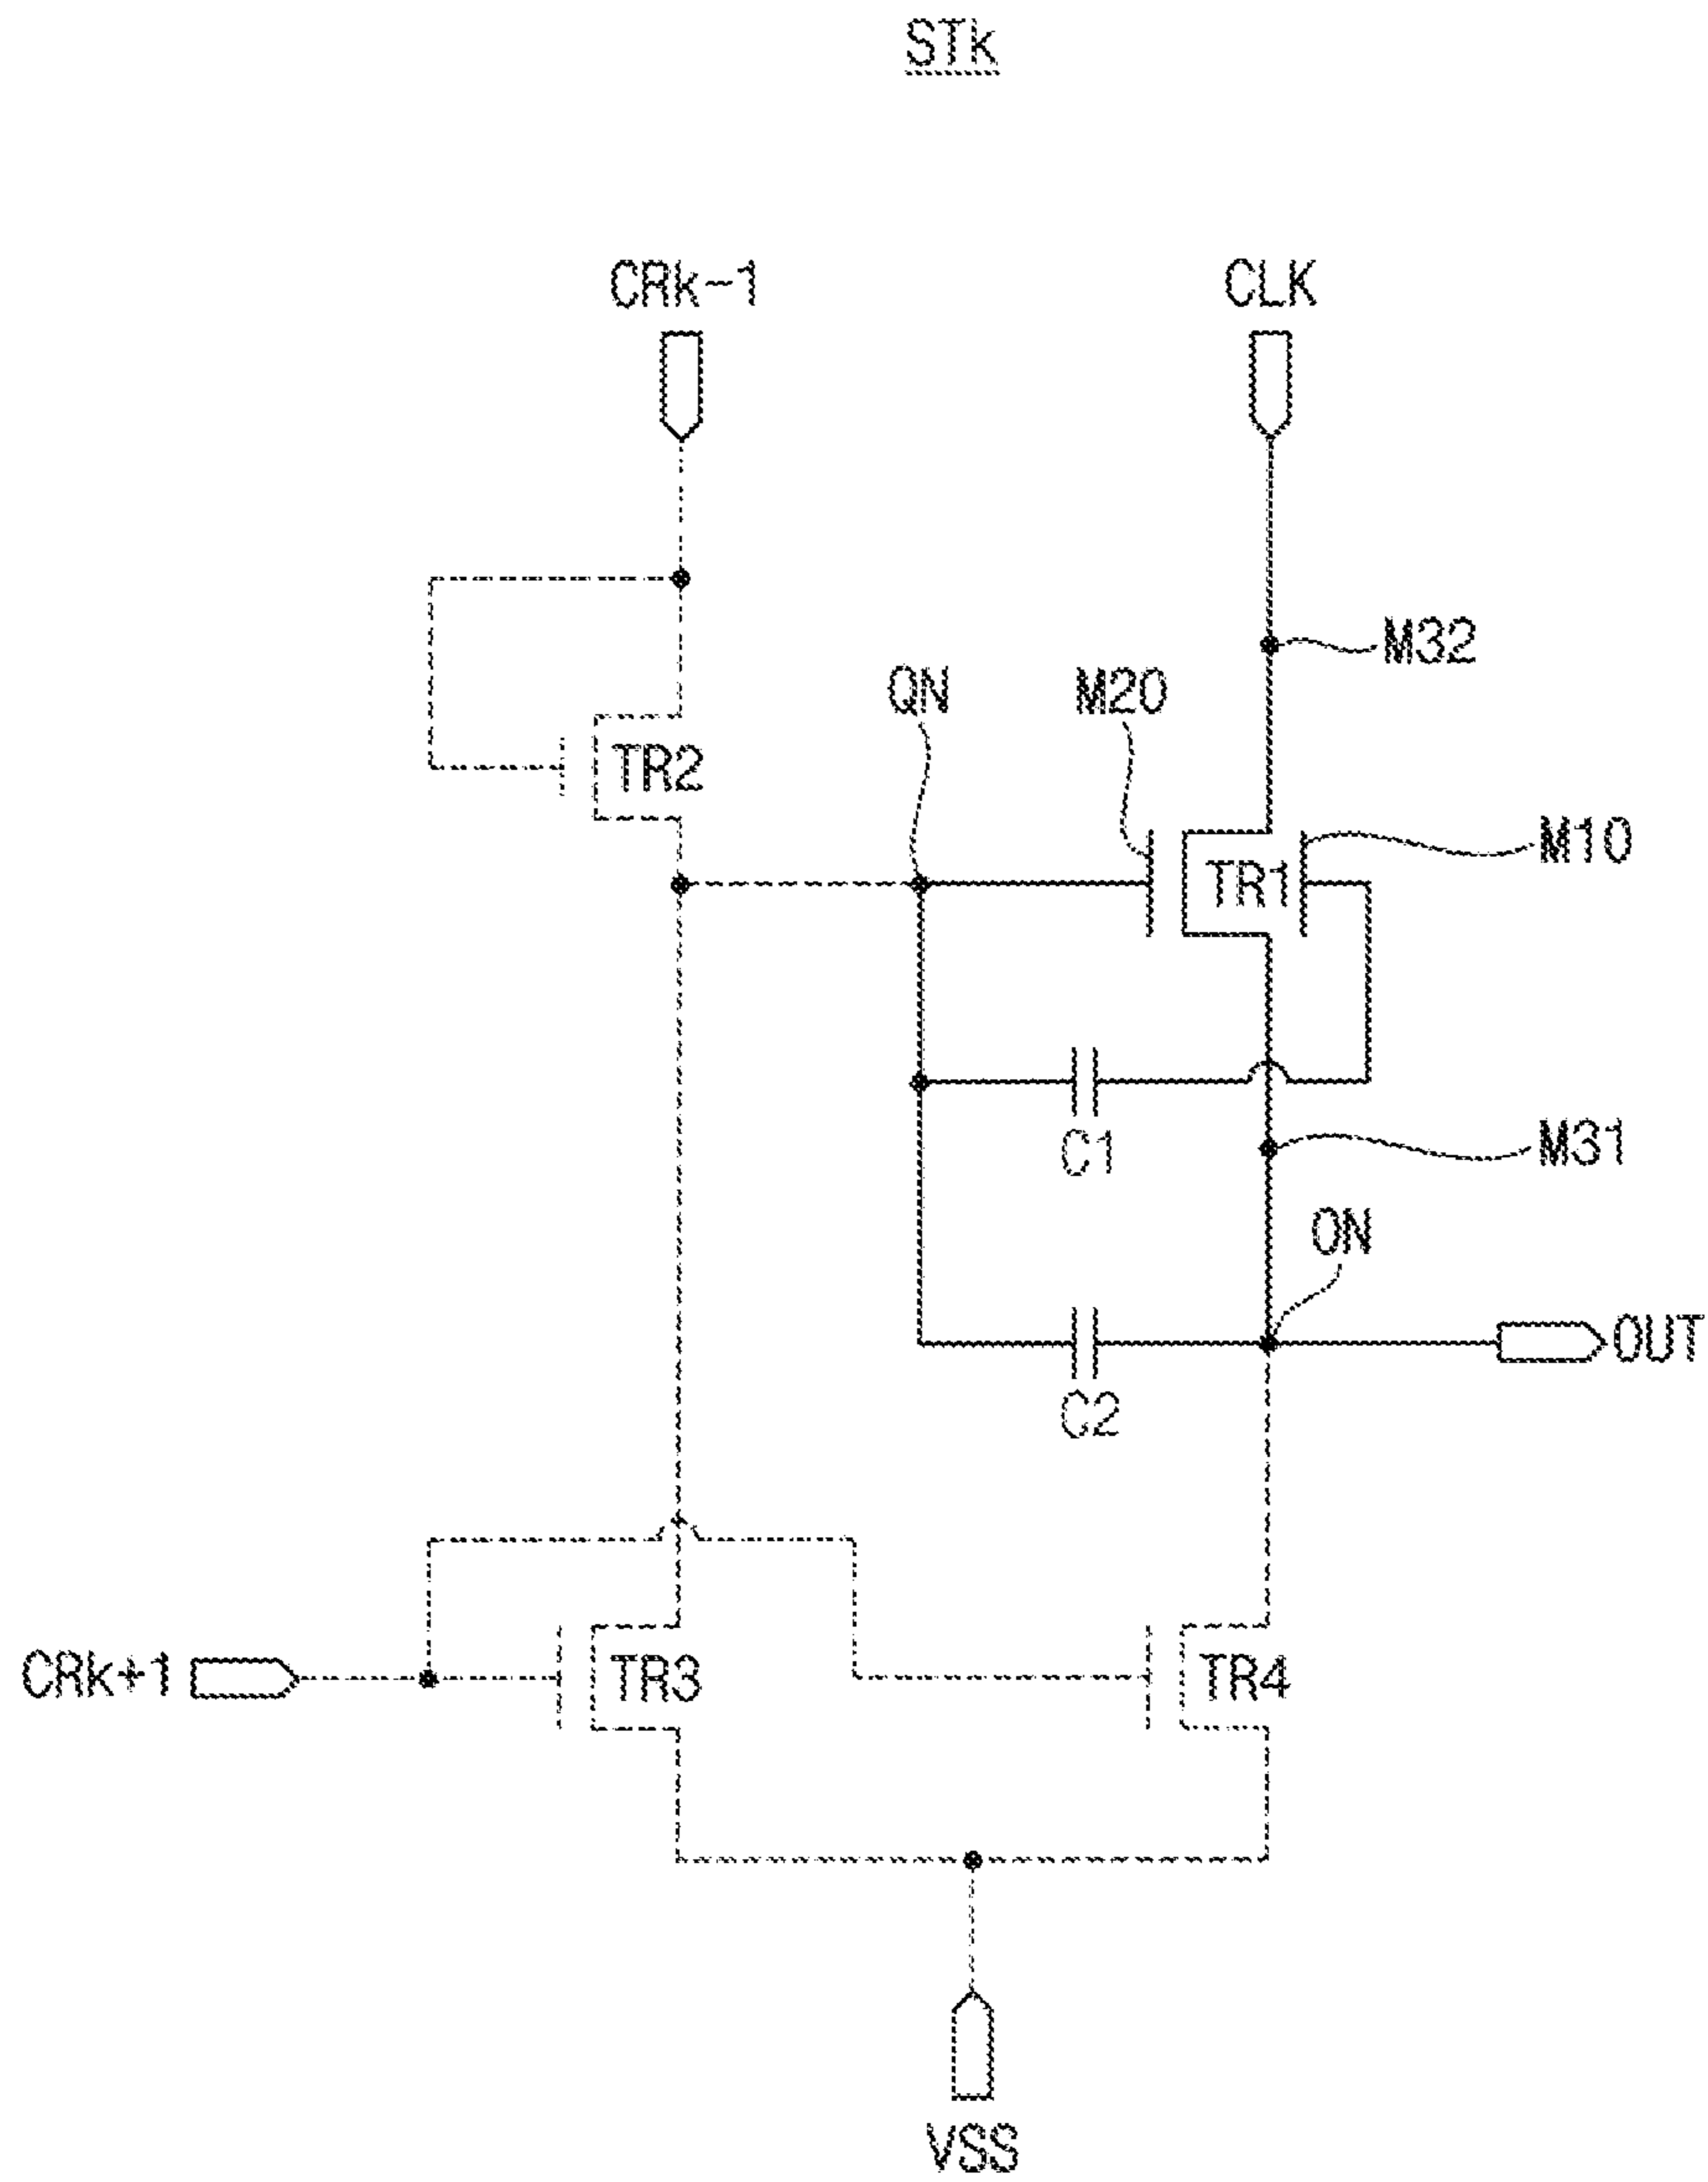 STk
CRk-1
CLK
M32
QN
M20
TR2
M10
TR1
C1
M31
ON
OUT
C2
CRk+1
TR3
TR4
VSS